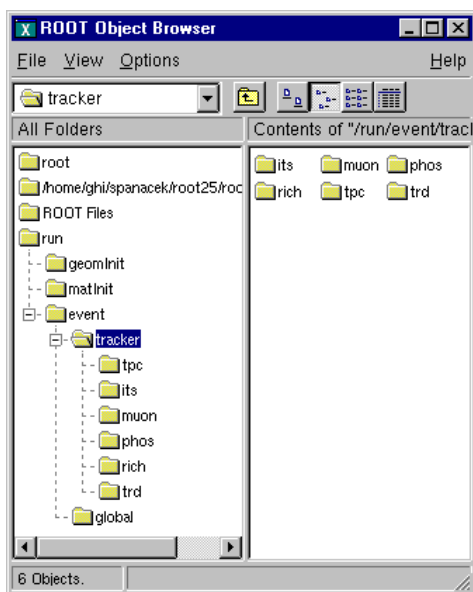 ROOT Object Browser
File View Options Help
tracker
All Folders
Contents of "/run/event/tracl
root
/home/ghi/spanacek/root25/roc
ROOT Files
run
geomInit
matInit
event
tracker
tpc
its
muon
phos
rich
trd
global
its muon phos
rich tpc trd
6 Objects.